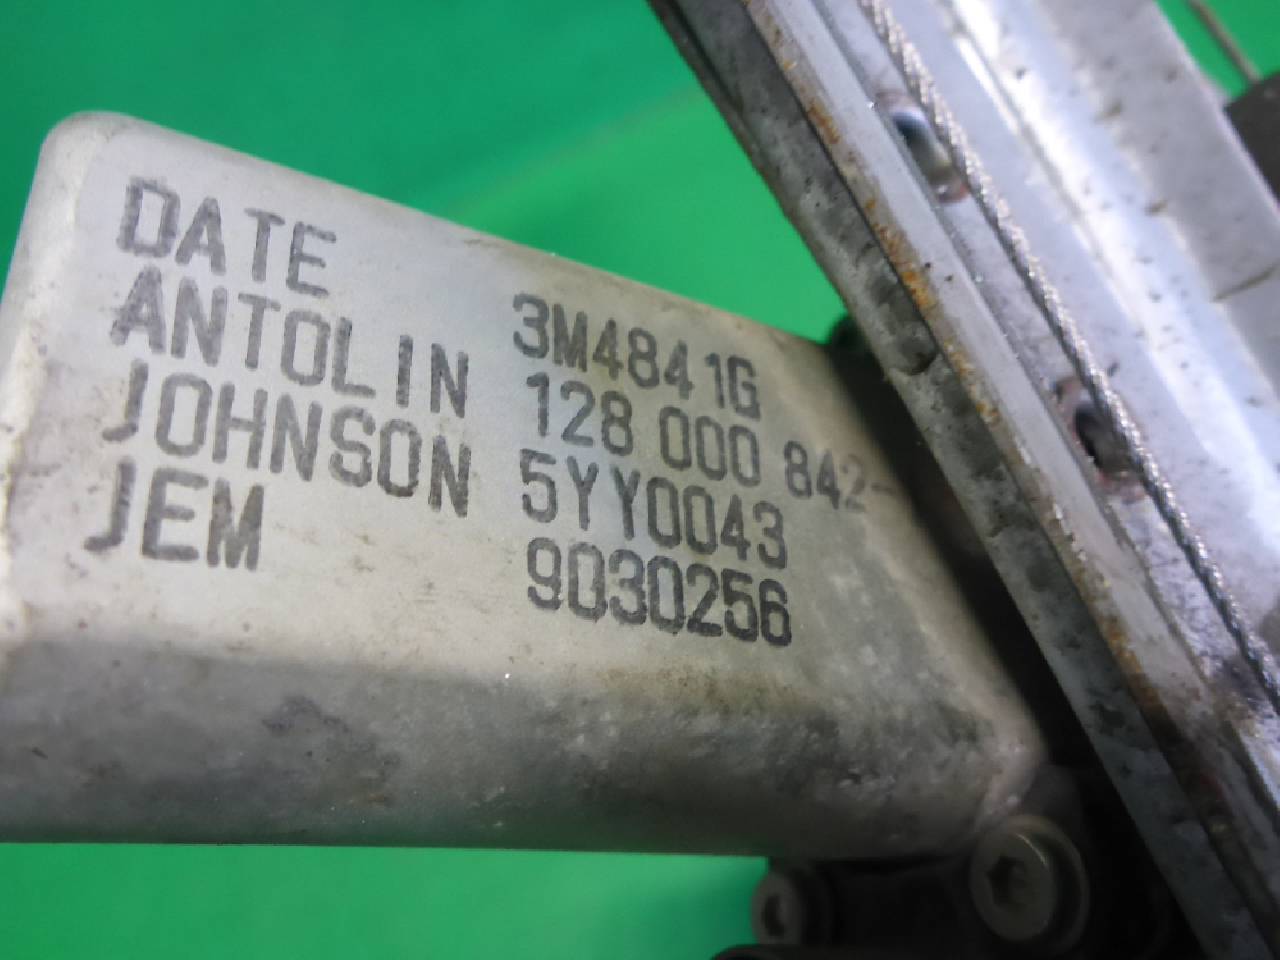 DATE 3M4841G
ANTOLIN 128 000 842-
JOHNSON 5YY0043
JEM 9030256